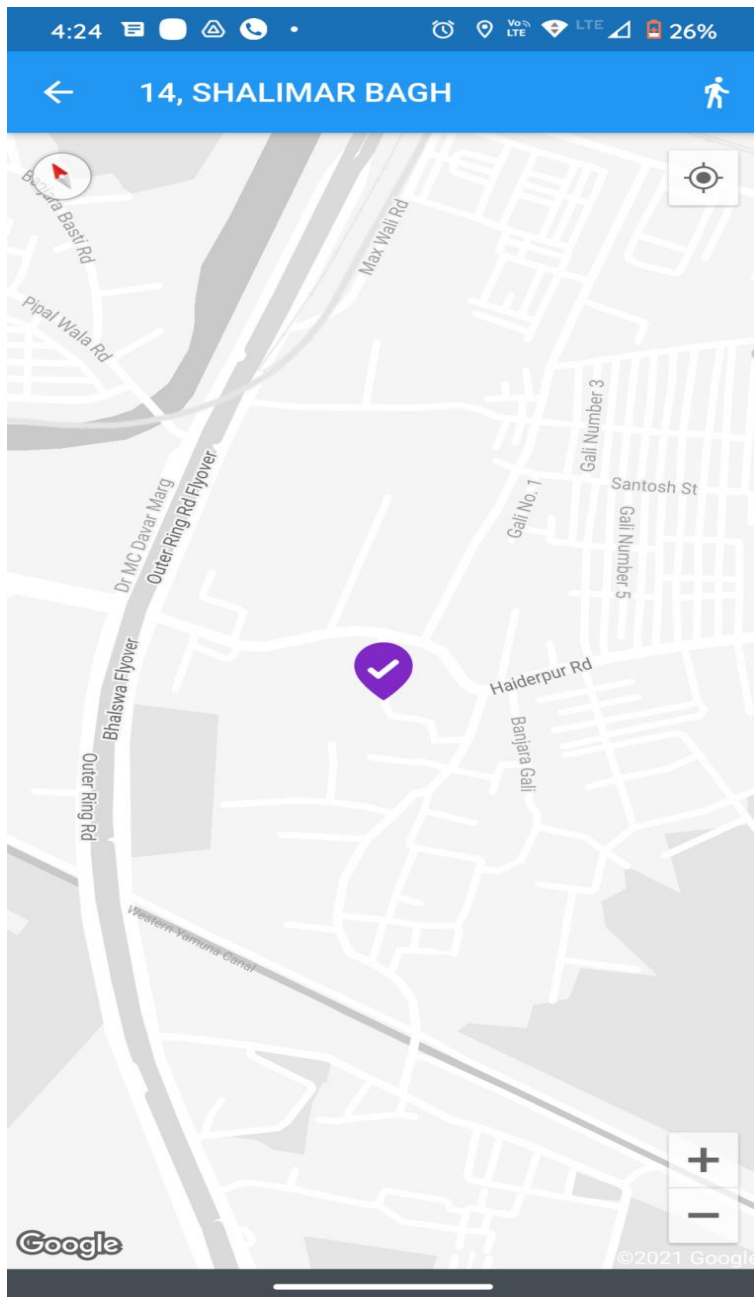 4:24 VoLTE LTE 26%
14, SHALIMAR BAGH
Banjara Basti Rd
Max Wali Rd
Pipal Wala Rd
Gali Number 3
Santosh St
Gali No. 1
Gali Number 5
Dr MC Davar Marg
Outer Ring Rd Flyover
Bhalswa Flyover
Haiderpur Rd
Banjara Gali
Outer Ring Rd
Western Yamuna Canal
Google
©2021 Google